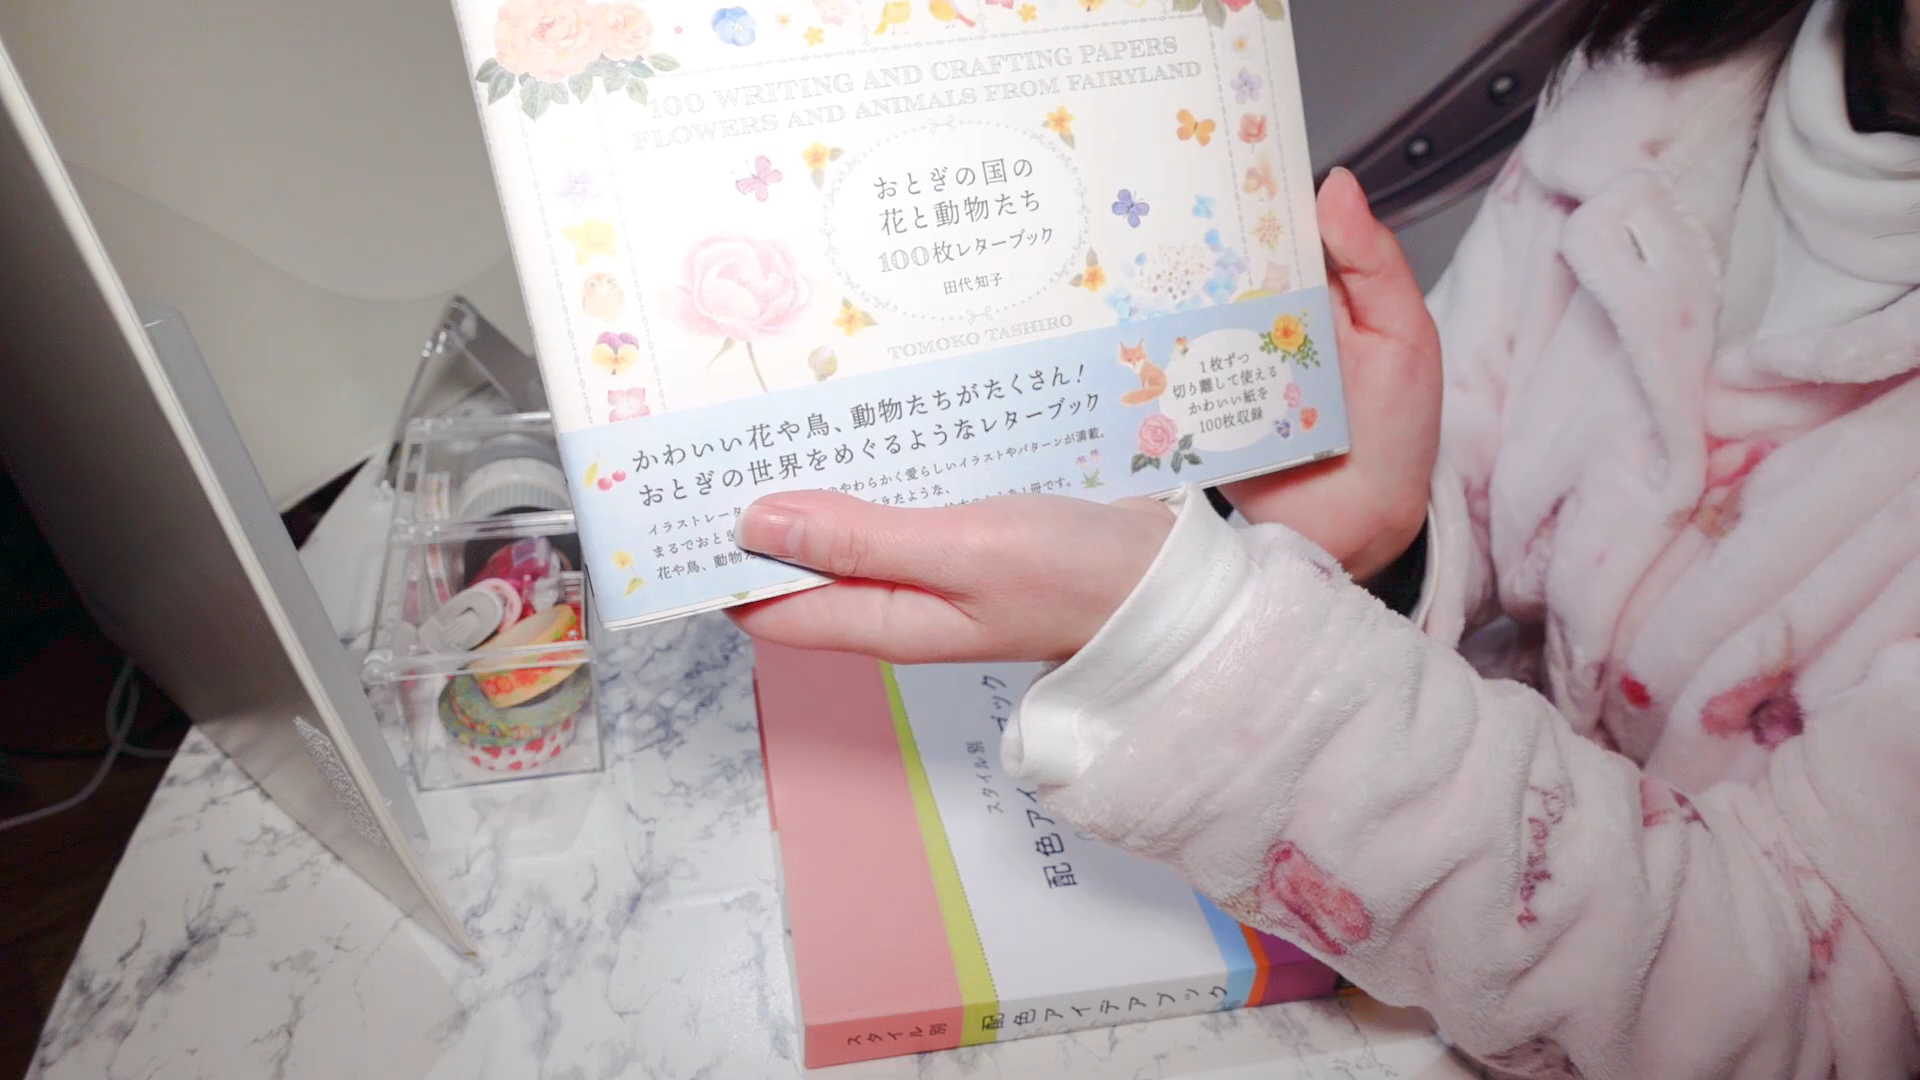 100 WRITING AND CRAFTING PAPERS
FLOWERS AND ANIMALS FROM FAIRYLAND
おとぎの国の
花と動物たち
100枚レターブック
田代 知子
TOMOKO TASHIRO
かわいい花や鳥、動物たちがたくさん!
おとぎの世界をめぐるようなレターブック
イラストレータ
のやわらかく愛らしいイラストやパターンが満載。
まるでおとぎ
花や鳥、動物た
1枚ずつ
切り離して使える
かわいい紙を
100枚収録
スタイル別
配色アイ
ブック
スタイル別 配色アイデアブック